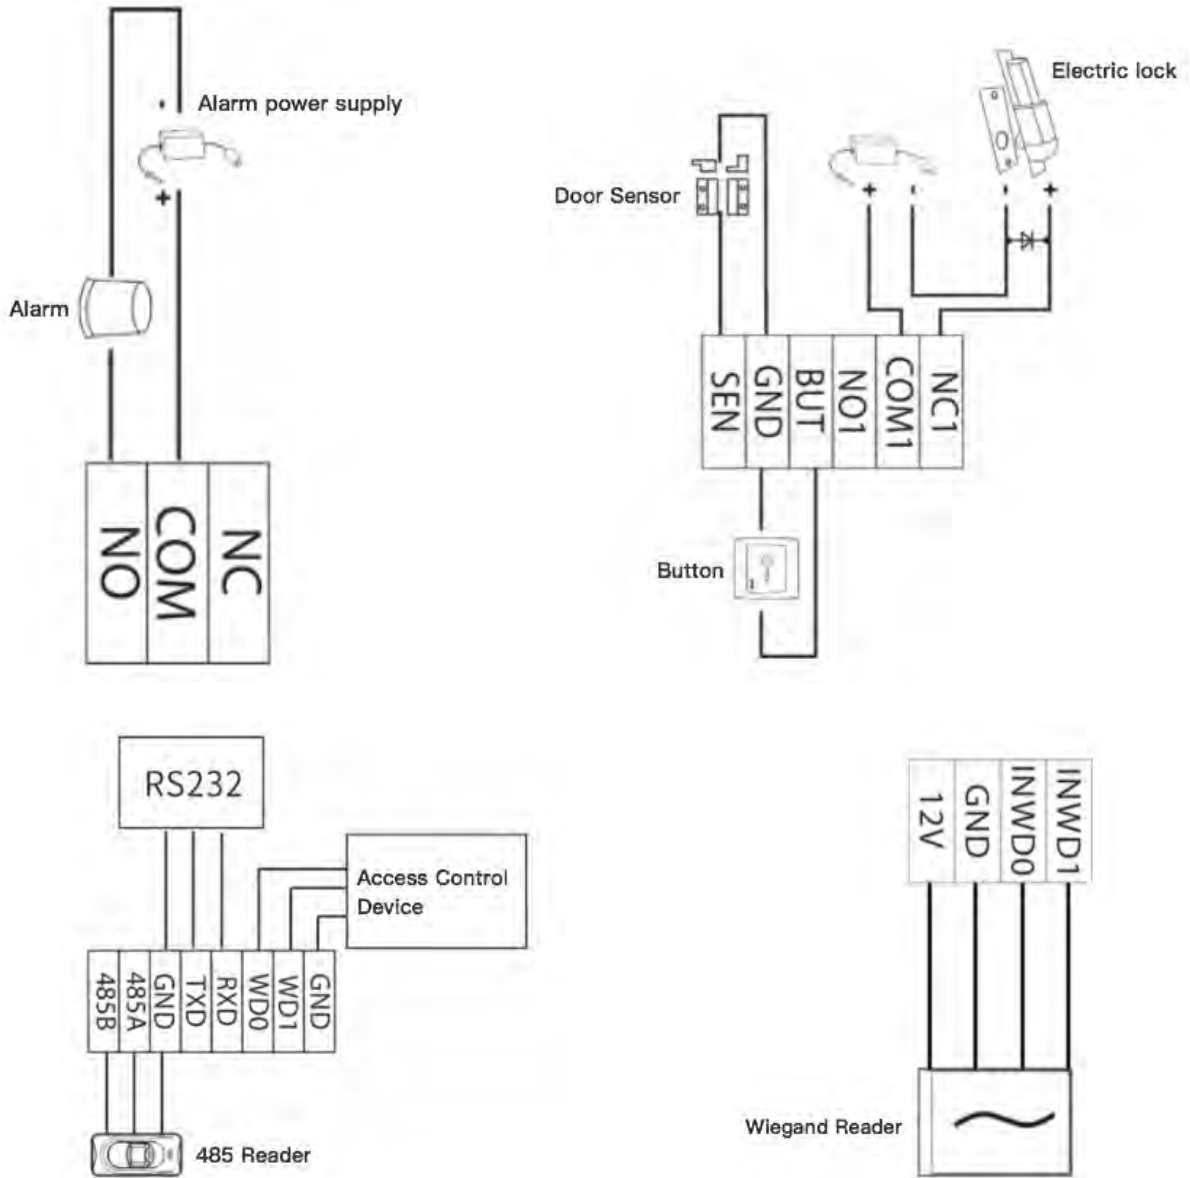 -
Alarm power supply
+
Alarm
NO
COM
NC
Electric lock
Door Sensor
+
-
-
+
SEN
GND
BUT
NO1
COM1
NC1
Button
RS232
Access Control
Device
485B
485A
GND
TXD
RXD
WD0
WD1
GND
485 Reader
12V
GND
INWD0
INWD1
Wiegand Reader